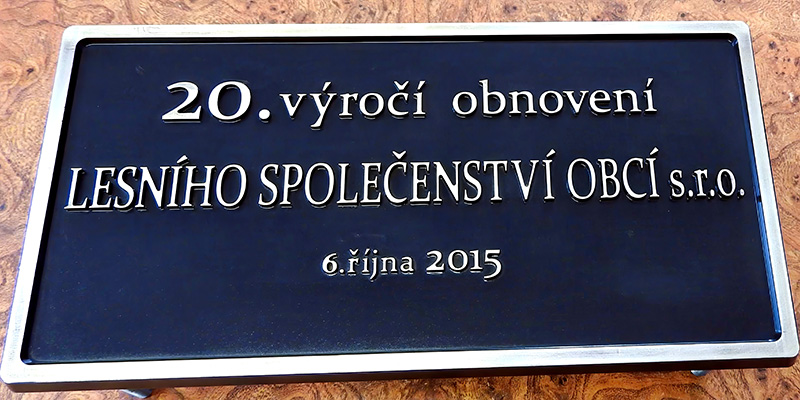 20. výročí obnovení
LESNÍHO SPOLEČENSTVÍ OBCÍ s.r.o.
6.října 2015